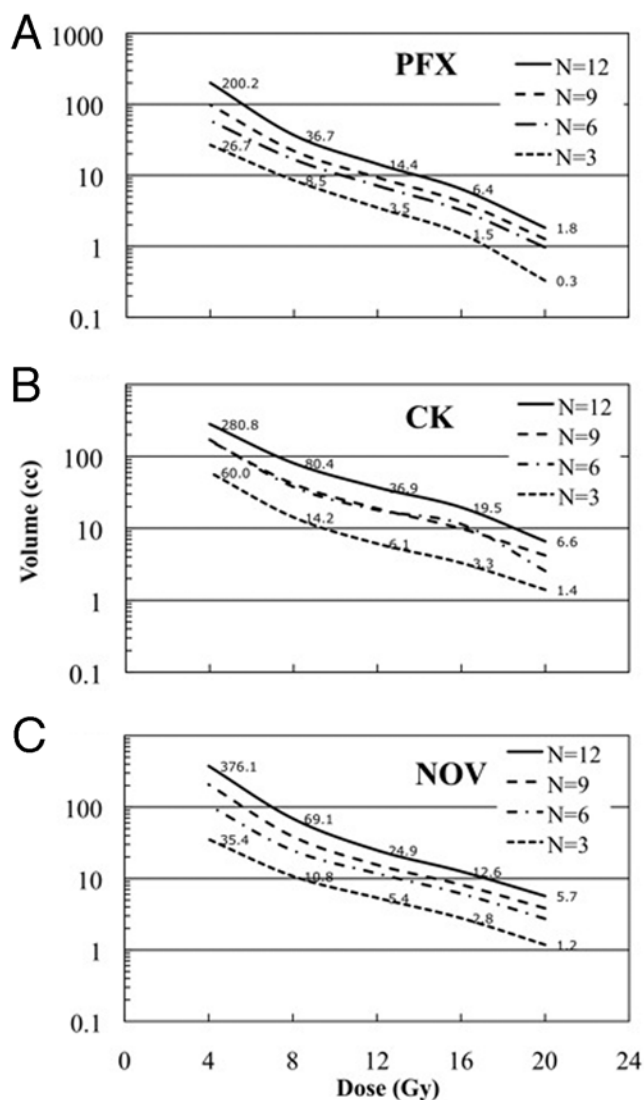 A
1000
100
10
1
0.1
PFX
N=12
N=9
N=6
N=3
200.2
36.7
14.4
6.4
1.8
26.7
8.5
3.5
1.5
0.3
B
Volume (cc)
100
10
1
0.1
CK
N=12
N=9
N=6
N=3
280.8
80.4
36.9
19.5
6.6
60.0
14.2
6.1
3.3
1.4
C
100
10
1
0.1
NOV
N=12
N=9
N=6
N=3
376.1
69.1
24.9
12.6
5.7
35.4
10.8
5.4
2.8
1.2
0 4 8 12 16 20 24
Dose (Gy)